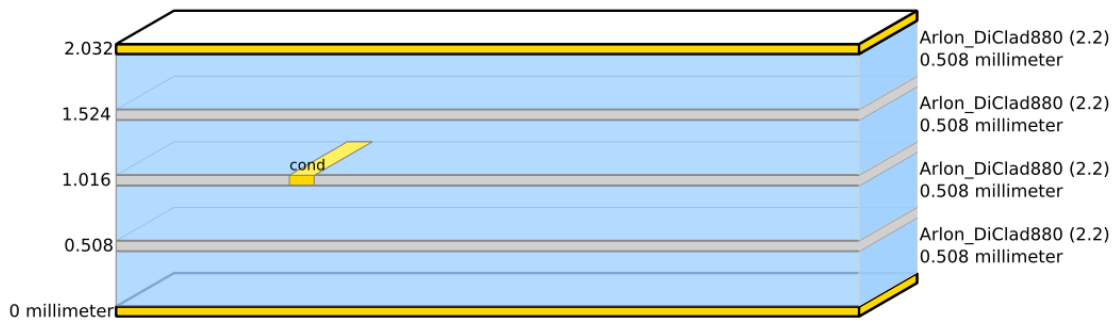 2.032
Arlon_DiClad880 (2.2)
0.508 millimeter
1.524
Arlon_DiClad880 (2.2)
0.508 millimeter
cond
1.016
Arlon_DiClad880 (2.2)
0.508 millimeter
0.508
Arlon_DiClad880 (2.2)
0.508 millimeter
0 millimeter